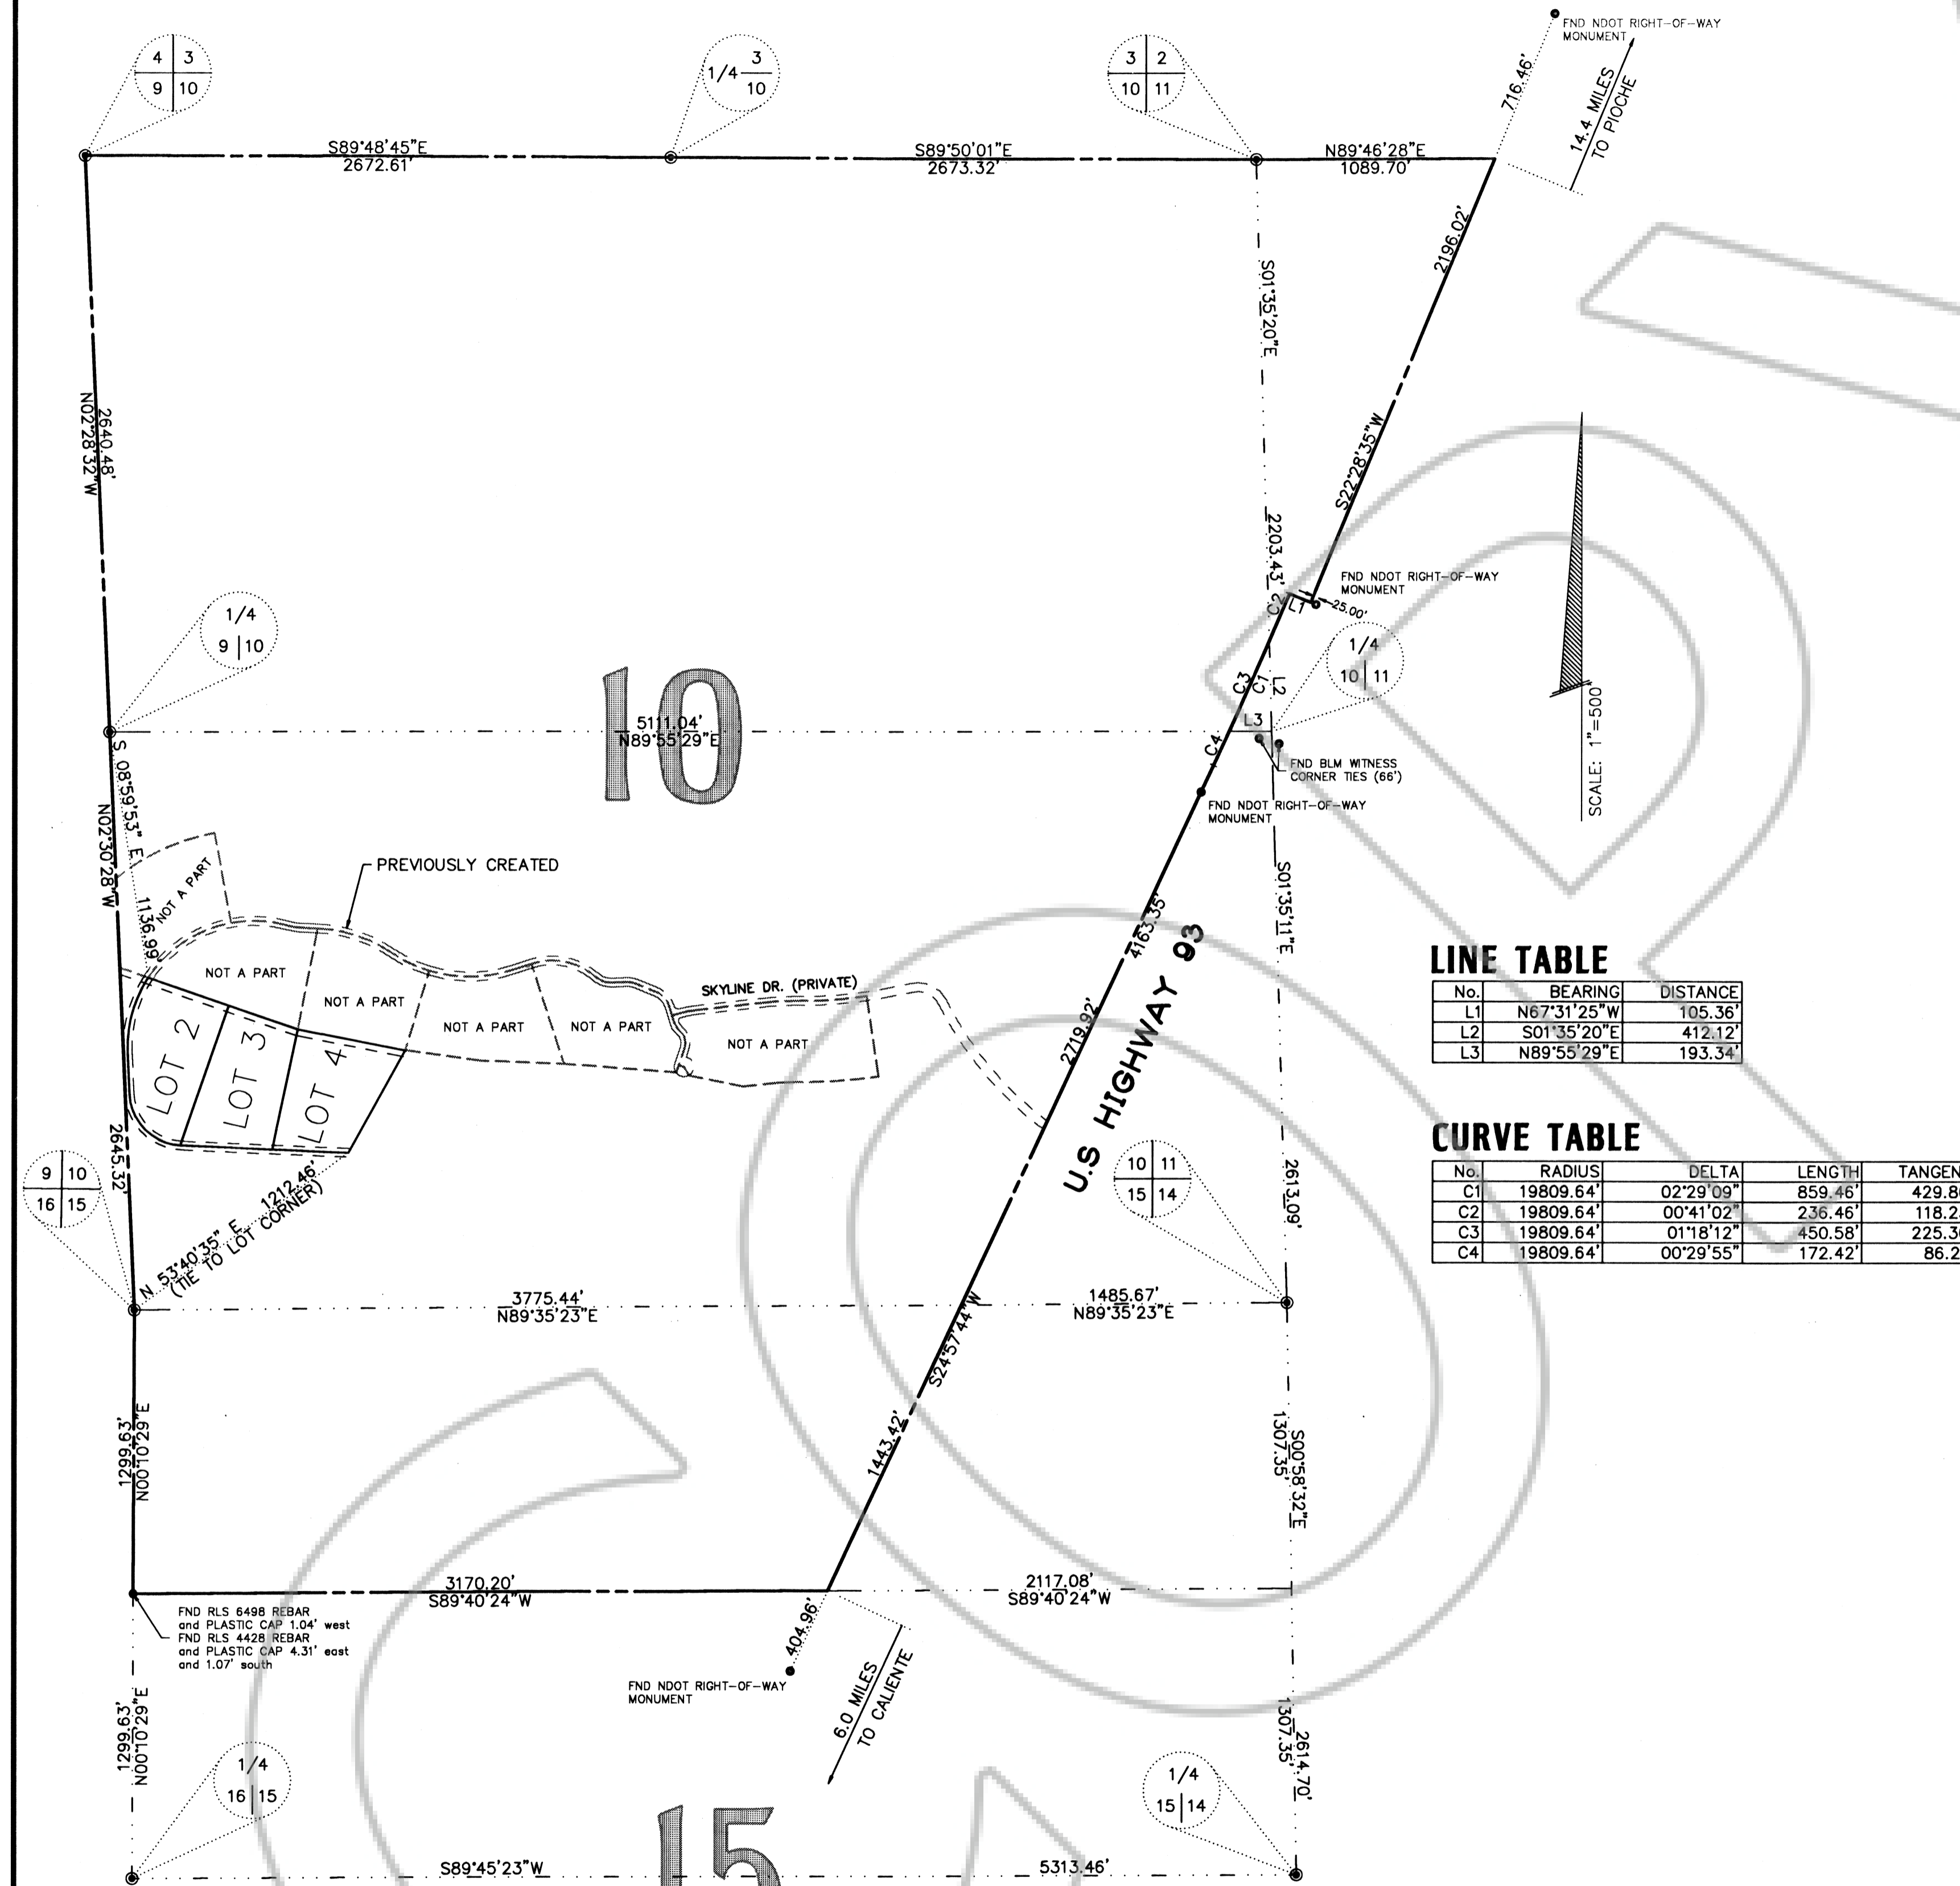 FND NDOT RIGHT-OF-WAY
MONUMENT
716.46'
14.4 MILES
TO PIOCHE
4 3
9 10
1/4 3
10
3 2
10 11
S89°48'45"E
2672.61'
S89°50'01"E
2673.32'
N89°46'28"E
1089.70'
2196.02'
S22°28'35"W
S01°35'20"E
2203.43'
2640.48'
N02°28'32"W
FND NDOT RIGHT-OF-WAY
MONUMENT
25.00'
L1
C2
1/4
9 10
1/4
10 11
C3
C1
L2
L3
C4
10
5111.04'
N89°55'29"E
FND BLM WITNESS
CORNER TIES (66')
FND NDOT RIGHT-OF-WAY
MONUMENT
SCALE: 1"=500
S 08°59'53" E
1136.99
N02°30'28"W
2645.32'
NOT A PART
PREVIOUSLY CREATED
NOT A PART
NOT A PART
NOT A PART
NOT A PART
NOT A PART
SKYLINE DR. (PRIVATE)
LOT 2
LOT 3
LOT 4
4163.35'
2719.92'
U.S HIGHWAY 93
S01°35'11"E
2613.09'
LINE TABLE
No. BEARING DISTANCE
L1 N67°31'25"W 105.36'
L2 S01°35'20"E 412.12'
L3 N89°55'29"E 193.34'
CURVE TABLE
No. RADIUS DELTA LENGTH TANGEN
C1 19809.64' 02°29'09" 859.46' 429.8
C2 19809.64' 00°41'02" 236.46' 118.2
C3 19809.64' 01°18'12" 450.58' 225.3
C4 19809.64' 00°29'55" 172.42' 86.2
9 10
16 15
10 11
15 14
N 53°40'35" E 1212.46'
(TIE TO LOT CORNER)
3775.44'
N89°35'23"E
1485.67'
N89°35'23"E
S24°57'44"W
1443.42'
1299.63'
N00°10'29"E
S00°58'32"E
1307.35'
3170.20'
S89°40'24"W
2117.08'
S89°40'24"W
FND RLS 6498 REBAR
and PLASTIC CAP 1.04' west
FND RLS 4428 REBAR
and PLASTIC CAP 4.31' east
and 1.07' south
404.96'
FND NDOT RIGHT-OF-WAY
MONUMENT
6.0 MILES
TO CALIENTE
1299.63'
N00°10'29"E
1307.35'
2614.70'
1/4
16 15
1/4
15 14
15
S89°45'23"W
5313.46'